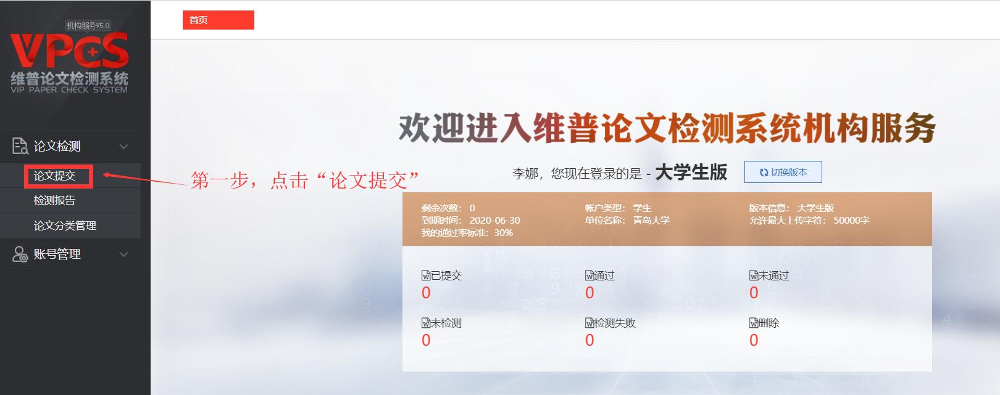 机构服务V5.0
VPCS
维普论文检测系统
VIP PAPER CHECK SYSTEM
首页
论文检测
论文提交
检测报告
论文分类管理
账号管理
第一步，点击“论文提交”
欢迎进入维普论文检测系统机构服务
李娜，您现在登录的是 - 大学生版 切换版本
剩余次数： 0 帐户类型： 学生 版本信息： 大学生版
到期时间： 2020-06-30 单位名称： 青岛大学 允许最大上传字符： 50000字
我的通过率标准：30%
已提交 通过 未通过
0 0 0
未检测 检测失败 删除
0 0 0